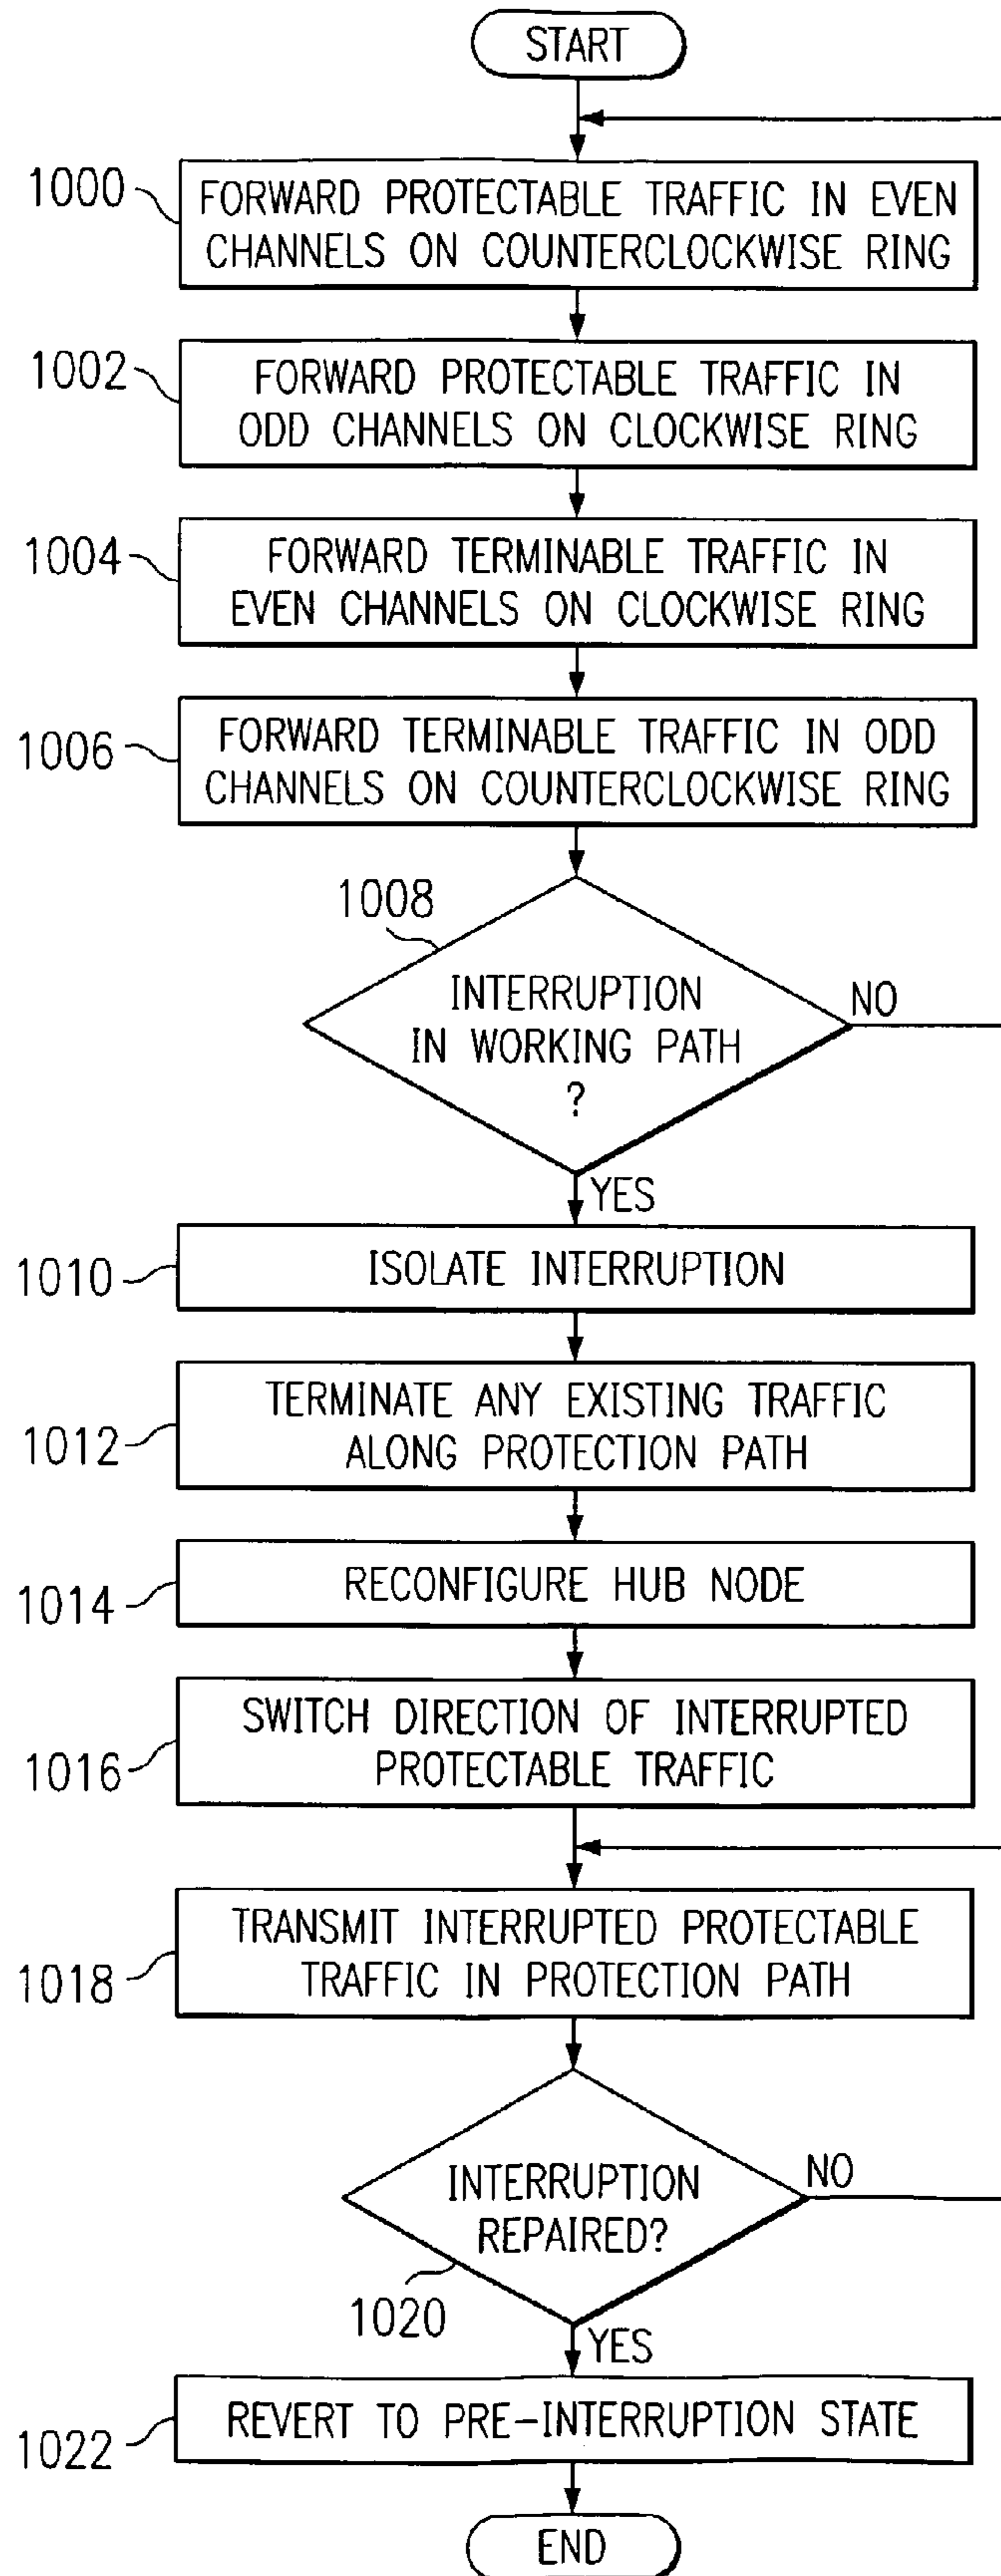 START
1000
FORWARD PROTECTABLE TRAFFIC IN EVEN
CHANNELS ON COUNTERCLOCKWISE RING
1002
FORWARD PROTECTABLE TRAFFIC IN
ODD CHANNELS ON CLOCKWISE RING
1004
FORWARD TERMINABLE TRAFFIC IN
EVEN CHANNELS ON CLOCKWISE RING
1006
FORWARD TERMINABLE TRAFFIC IN ODD
CHANNELS ON COUNTERCLOCKWISE RING
1008
INTERRUPTION
IN WORKING PATH
?
NO
YES
1010
ISOLATE INTERRUPTION
1012
TERMINATE ANY EXISTING TRAFFIC
ALONG PROTECTION PATH
1014
RECONFIGURE HUB NODE
1016
SWITCH DIRECTION OF INTERRUPTED
PROTECTABLE TRAFFIC
1018
TRANSMIT INTERRUPTED PROTECTABLE
TRAFFIC IN PROTECTION PATH
INTERRUPTION
REPAIRED?
NO
1020
YES
1022
REVERT TO PRE-INTERRUPTION STATE
END